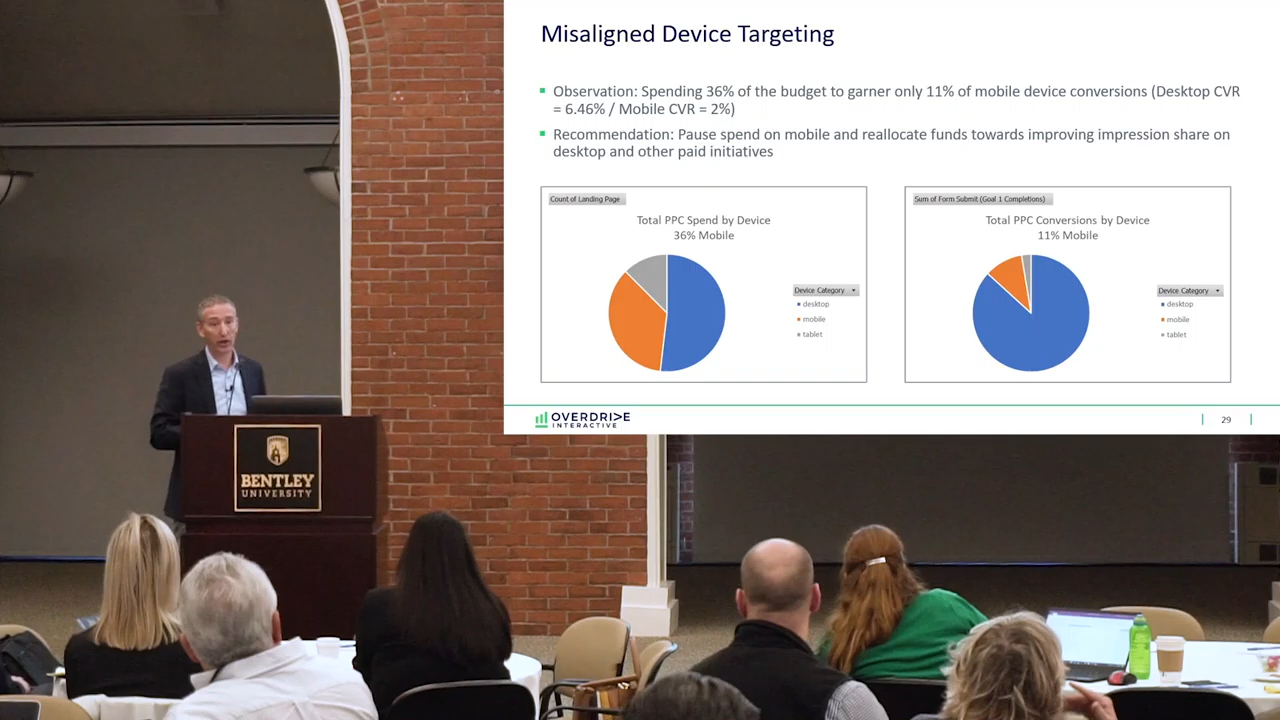 Misaligned Device Targeting
Observation: Spending 36% of the budget to garner only 11% of mobile device conversions (Desktop CVR
= 6.46% / Mobile CVR = 2%)
Recommendation: Pause spend on mobile and reallocate funds towards improving impression share on
desktop and other paid initiatives
Count of Landing Page
Total PPC Spend by Device
36% Mobile
Device Category
desktop
mobile
tablet
Sum of Form Submit (Goal 1 Completions)
Total PPC Conversions by Device
11% Mobile
Device Category
desktop
mobile
tablet
OVERDRIVE
INTERACTIVE
29
BENTLEY
UNIVERSITY